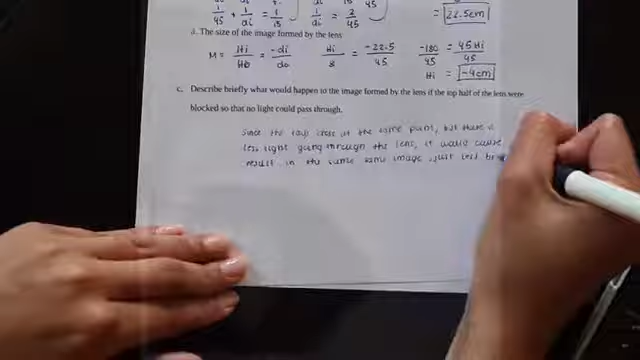 1/45 + 1/di = 1/15 1/di = 2/45 = 22.5cm
d. The size of the image formed by the lens
M = Hi/Ho = -di/do Hi/8 = -22.5/45 -180/45 = 45Hi/45
Hi = -4cm
c. Describe briefly what would happen to the image formed by the lens if the top half of the lens were
blocked so that no light could pass through.
Since the rays cross at the same point, but there is
less light going through the lens, it would cause
result in the same same image, just less